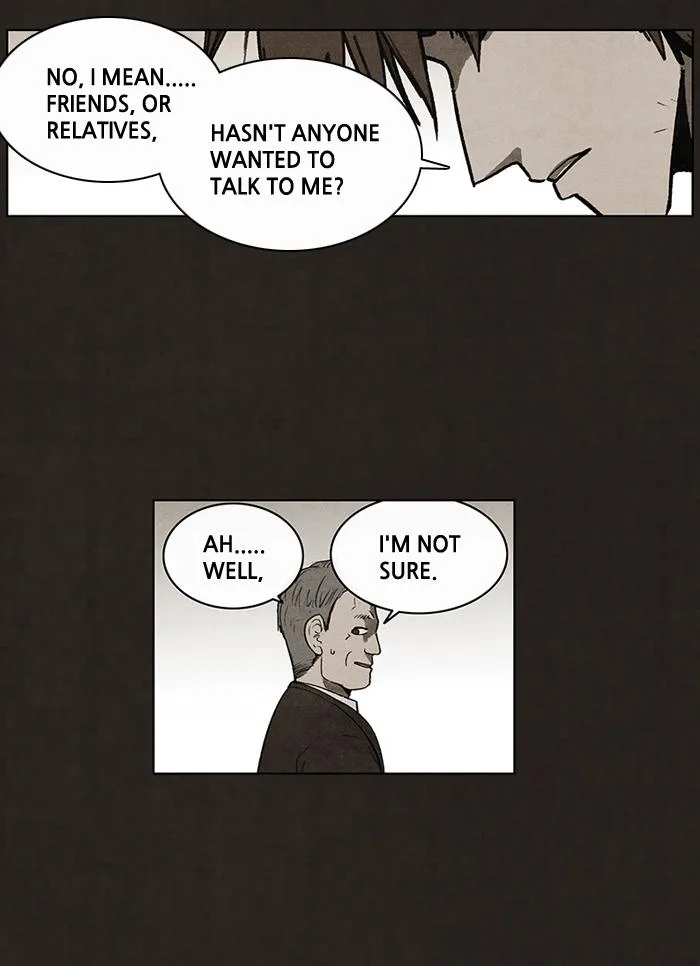 NO, I MEAN.....
FRIENDS, OR
RELATIVES,
HASN'T ANYONE
WANTED TO
TALK TO ME?
AH.....
WELL,
I'M NOT
SURE.